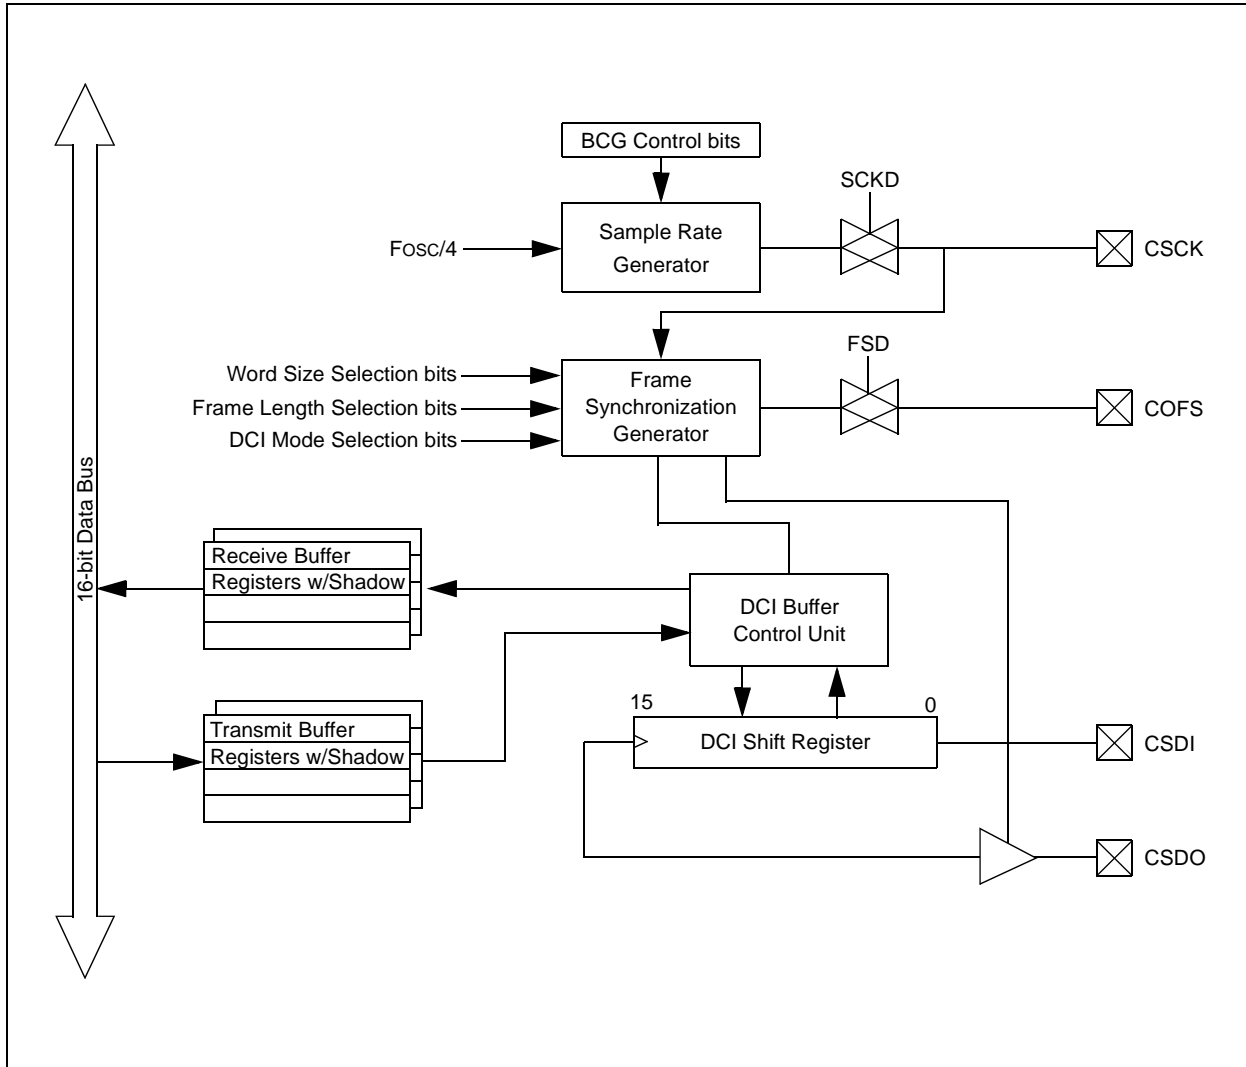 BCG Control bits
SCKD
Sample Rate
Generator
FOSC/4
CSCK
FSD
Word Size Selection bits
Frame Length Selection bits
DCI Mode Selection bits
Frame
Synchronization
Generator
COFS
16-bit Data Bus
Receive Buffer
Registers w/Shadow
DCI Buffer
Control Unit
Transmit Buffer
Registers w/Shadow
15
0
DCI Shift Register
CSDI
CSDO